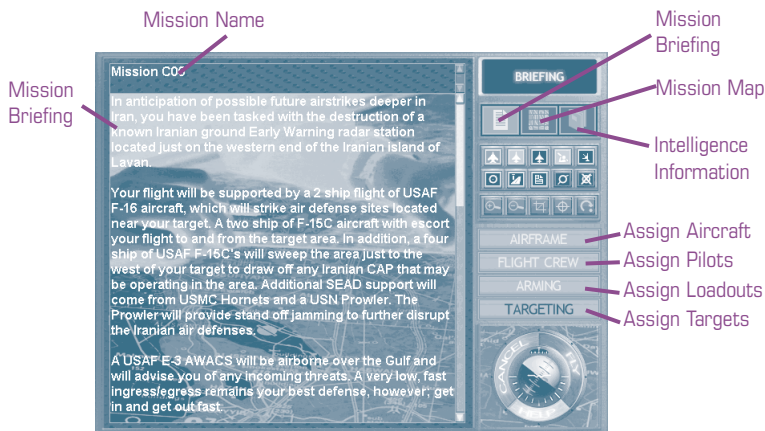 Mission Name
Mission
Briefing
Mission
Briefing
Mission Map
Intelligence
Information
Assign Aircraft
Assign Pilots
Assign Loadouts
Assign Targets
Mission C03
In anticipation of possible future airstrikes deeper in
Iran, you have been tasked with the destruction of a
known Iranian ground Early Warning radar station
located just on the western end of the Iranian island of
Lavan.
Your flight will be supported by a 2 ship flight of USAF
F-16 aircraft, which will strike air defense sites located
near your target. A two ship of F-15C aircraft with escort
your flight to and from the target area. In addition, a four
ship of USAF F-15C's will sweep the area just to the
west of your target to draw off any Iranian CAP that may
be operating in the area. Additional SEAD support will
come from USMC Hornets and a USN Prowler. The
Prowler will provide stand off jamming to further disrupt
the Iranian air defenses.
A USAF E-3 AWACS will be airborne over the Gulf and
will advise you of any incoming threats. A very low, fast
ingress/egress remains your best defense, however; get
in and get out fast.
BRIEFING
AIRFRAME
FLIGHT CREW
ARMING
TARGETING
CANCEL
FLY
HELP